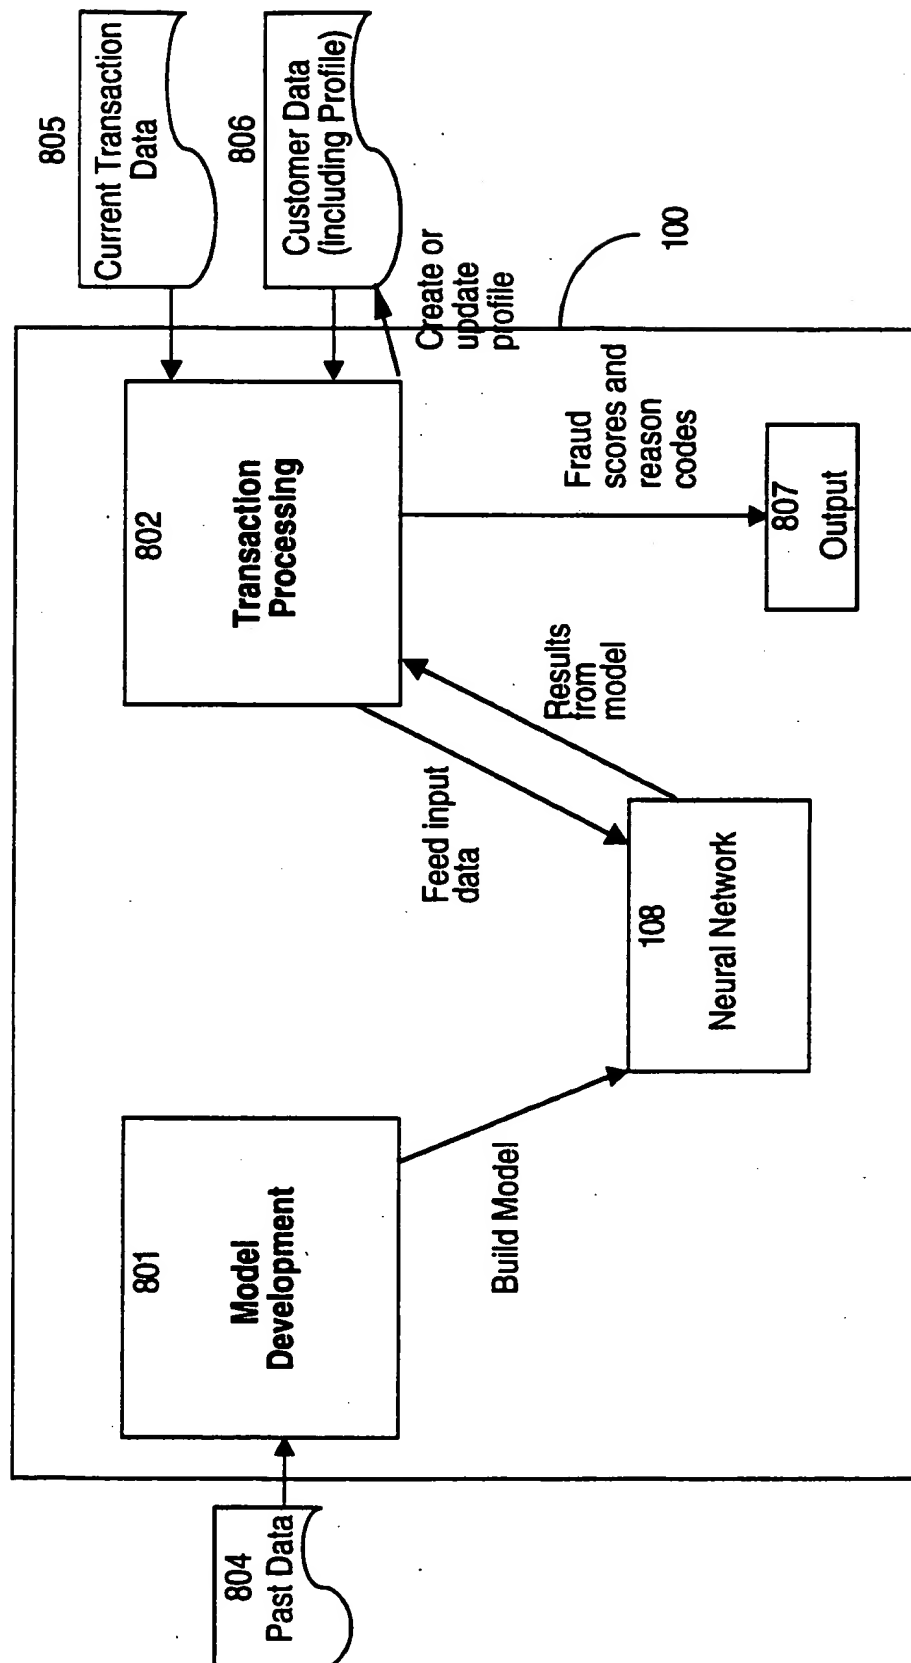 804
Past Data
801
Model
Development
Build Model
108
Neural Network
Feed input
data
Results
from
model
802
Transaction
Processing
Fraud
scores and
reason
codes
807
Output
805
Current Transaction
Data
806
Customer Data
(including Profile)
Create or
update
profile
100